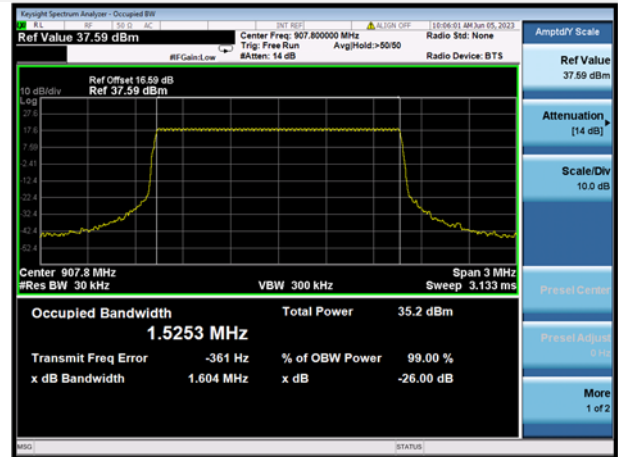 Keysight Spectrum Analyzer - Occupied BW
RL RF 50 Ω AC INT REF ALIGN OFF 10:06:01 AM Jun 05, 2023
Ref Value 37.59 dBm Center Freq: 907.800000 MHz Radio Std: None
Trig: Free Run Avg|Hold:>50/50
#IFGain:Low #Atten: 14 dB Radio Device: BTS
Amptd/Y Scale
Ref Offset 16.59 dB
10 dB/div Ref 37.59 dBm
Log
27.6
17.6
7.59
-2.41
-12.4
-22.4
-32.4
-42.4
-52.4
Center 907.8 MHz Span 3 MHz
#Res BW 30 kHz VBW 300 kHz Sweep 3.133 ms
Occupied Bandwidth Total Power 35.2 dBm
1.5253 MHz
Transmit Freq Error -361 Hz % of OBW Power 99.00 %
x dB Bandwidth 1.604 MHz x dB -26.00 dB
Ref Value
37.59 dBm
Attenuation
[14 dB]
Scale/Div
10.0 dB
Presel Center
Presel Adjust
0 Hz
More
1 of 2
MSG STATUS